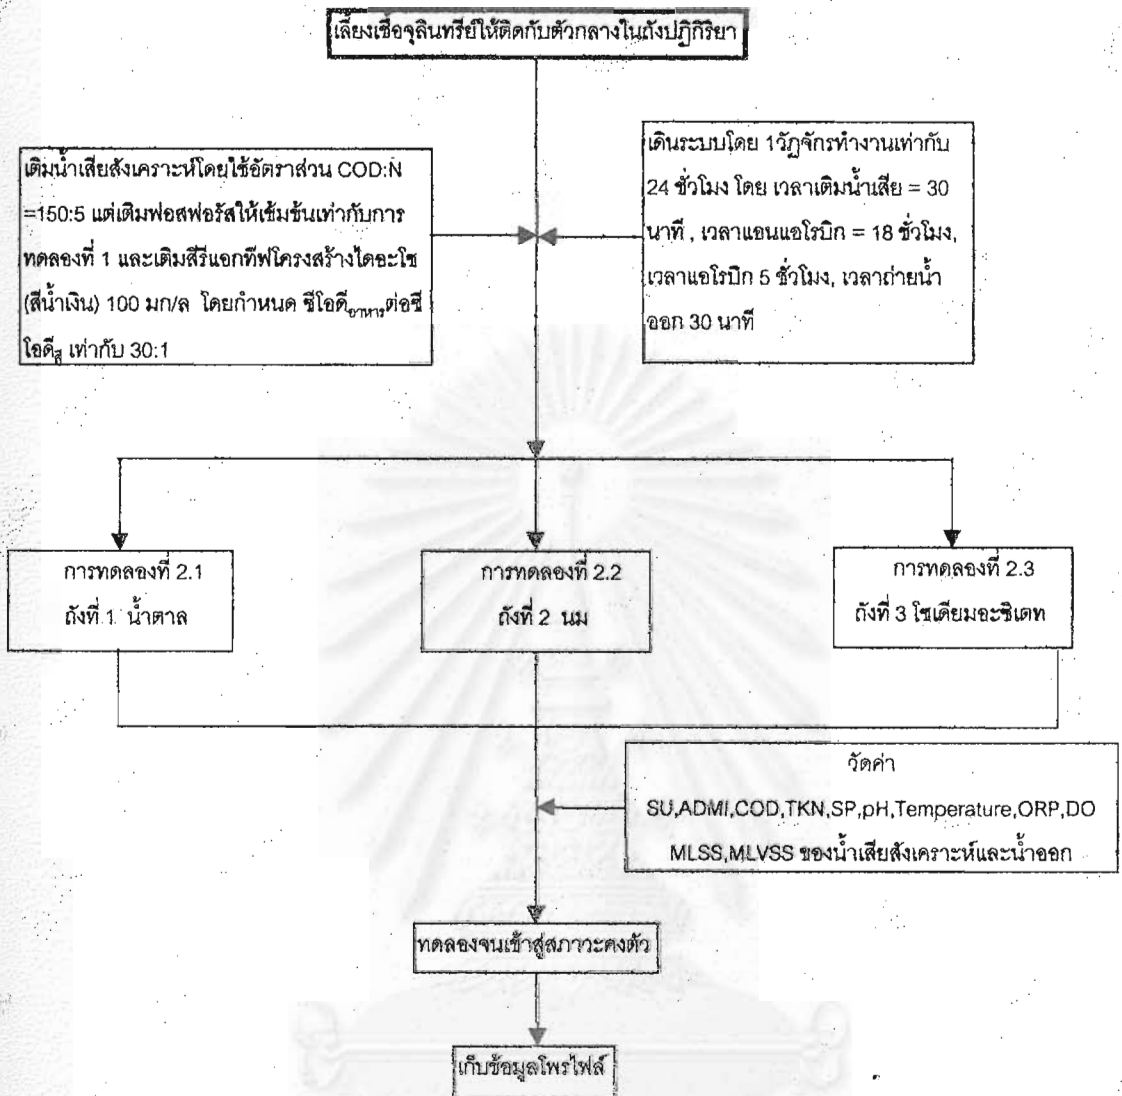 เลี้ยงเชื้อจุลินทรีย์ให้ติดกับตัวกลางในถังปฏิกิริยา
เติมน้ำเสียสังเคราะห์โดยใช้อัตราส่วน COD:N
=150:5 แต่เติมฟอสฟอรัสให้เข้มข้นเท่ากับการ
ทดลองที่ 1 และเติมสีรีแอกทีฟโครงสร้างไดอะโซ
(สีน้ำเงิน) 100 มก/ล โดยกำหนด ซีโอดีอาหารต่อซี
โอดีสี เท่ากับ 30:1
เดินระบบโดย 1วัฏจักรทำงานเท่ากับ
24 ชั่วโมง โดย เวลาเติมน้ำเสีย = 30
นาที , เวลาแอนแอโรบิก = 18 ชั่วโมง,
เวลาแอโรบิก 5 ชั่วโมง, เวลาถ่ายน้ำ
ออก 30 นาที
การทดลองที่ 2.1
ถังที่ 1 น้ำตาล
การทดลองที่ 2.2
ถังที่ 2 นม
การทดลองที่ 2.3
ถังที่ 3 โซเดียมอะซิเตท
วัดค่า
SU,ADMI,COD,TKN,SP,pH,Temperature,ORP,DO
MLSS,MLVSS ของน้ำเสียสังเคราะห์และน้ำออก
ทดลองจนเข้าสู่สภาวะคงตัว
เก็บข้อมูลโพรไฟล์